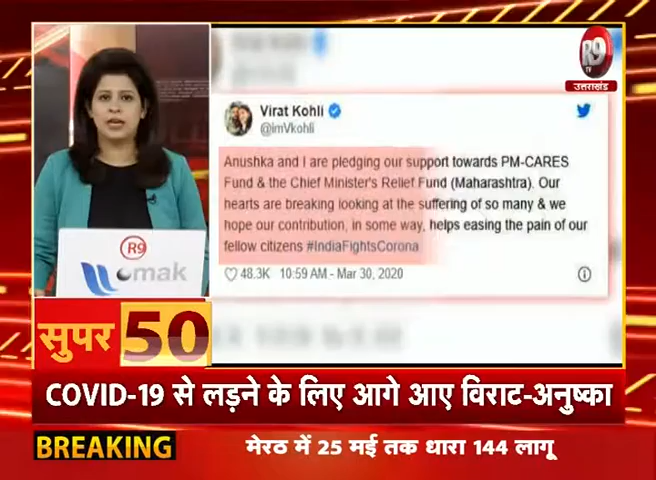 R9
TV
उत्तराखंड
Virat Kohli
@imVkohli
Anushka and I are pledging our support towards PM-CARES
Fund & the Chief Minister's Relief Fund (Maharashtra). Our
hearts are breaking looking at the suffering of so many & we
hope our contribution, in some way, helps easing the pain of our
fellow citizens #IndiaFightsCorona
48.3K 10:59 AM - Mar 30, 2020
R9
omak
सुपर 50
COVID-19 से लड़ने के लिए आगे आए विराट-अनुष्का
BREAKING मेरठ में 25 मई तक धारा 144 लागू